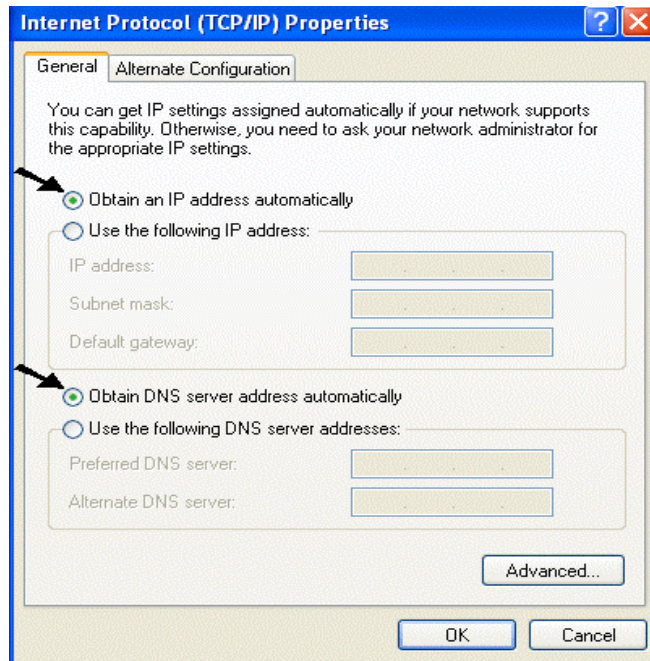 Internet Protocol (TCP/IP) Properties
General
Alternate Configuration
You can get IP settings assigned automatically if your network supports
this capability. Otherwise, you need to ask your network administrator for
the appropriate IP settings.
Obtain an IP address automatically
Use the following IP address:
IP address:
Subnet mask:
Default gateway:
Obtain DNS server address automatically
Use the following DNS server addresses:
Preferred DNS server:
Alternate DNS server:
Advanced...
OK
Cancel